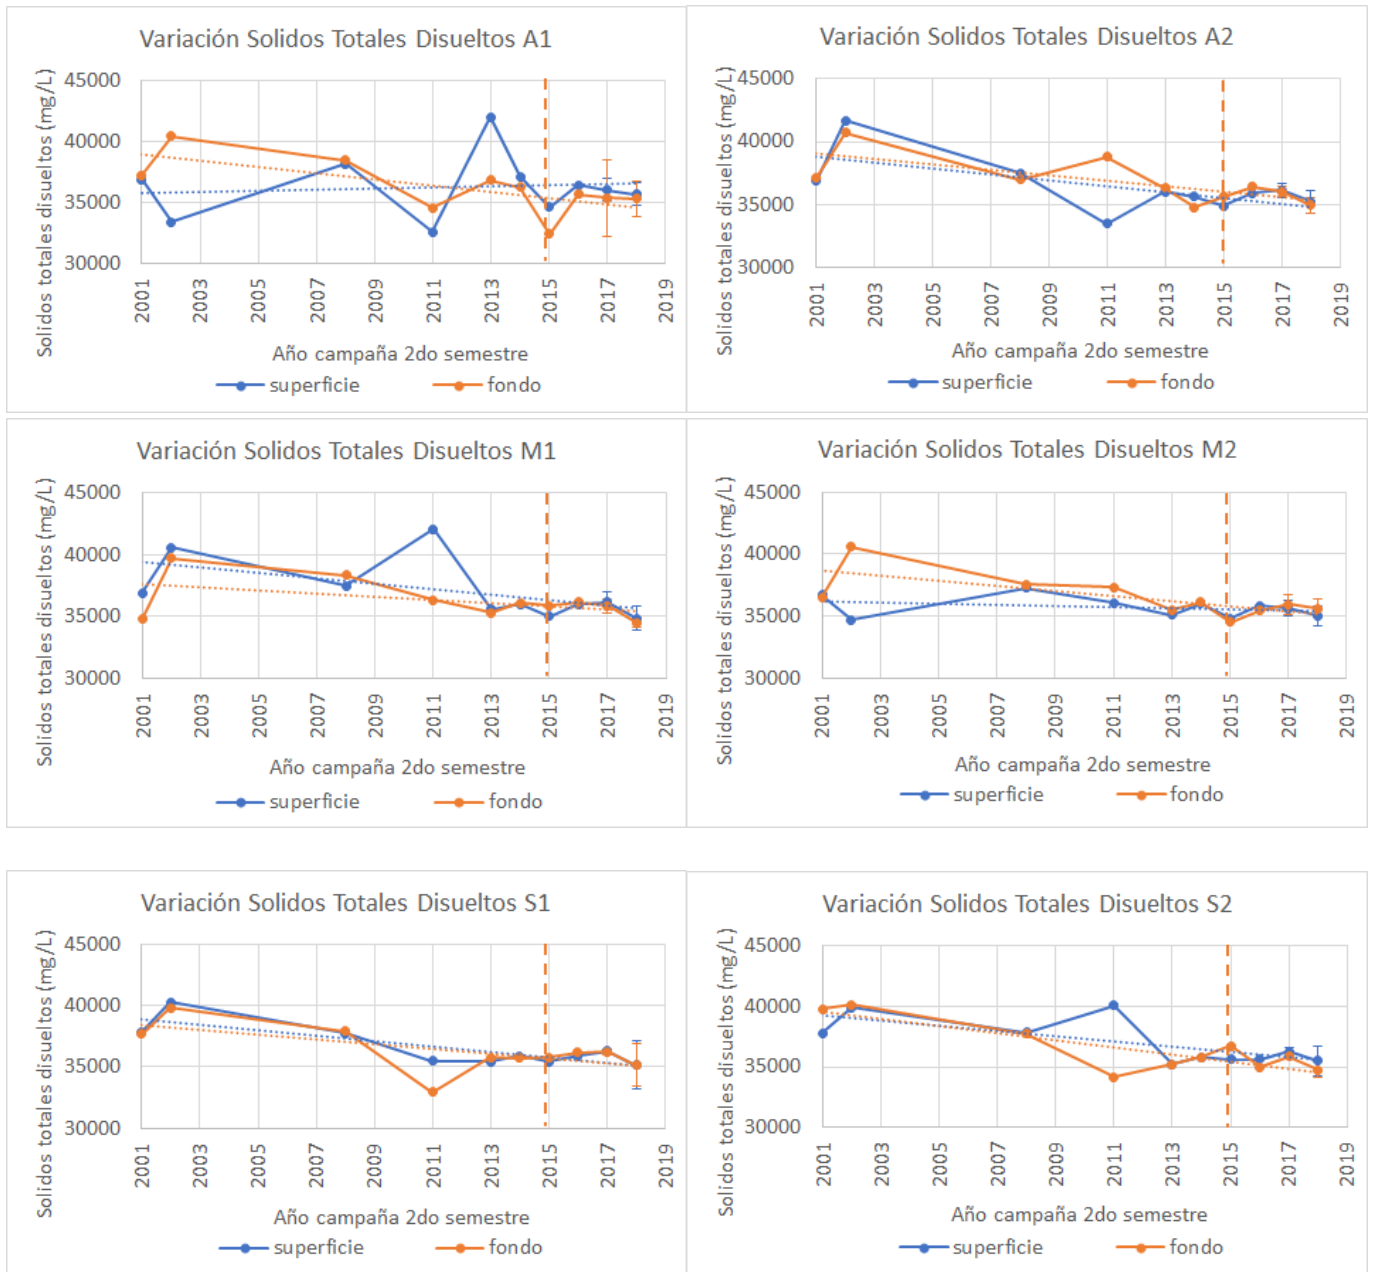 Variación Solidos Totales Disueltos A1
Solidos totales disueltos (mg/L)
45000
40000
35000
30000
2001
2003
2005
2007
2009
2011
2013
2015
2017
2019
Año campaña 2do semestre
superficie
fondo
Variación Solidos Totales Disueltos A2
Solidos totales disueltos (mg/L)
45000
40000
35000
30000
2001
2003
2005
2007
2009
2011
2013
2015
2017
2019
Año campaña 2do semestre
superficie
fondo
Variación Solidos Totales Disueltos M1
Solidos totales disueltos (mg/L)
45000
40000
35000
30000
2001
2003
2005
2007
2009
2011
2013
2015
2017
2019
Año campaña 2do semestre
superficie
fondo
Variación Solidos Totales Disueltos M2
Solidos totales disueltos (mg/L)
45000
40000
35000
30000
2001
2003
2005
2007
2009
2011
2013
2015
2017
2019
Año campaña 2do semestre
superficie
fondo
Variación Solidos Totales Disueltos S1
Solidos totales disueltos (mg/L)
45000
40000
35000
30000
2001
2003
2005
2007
2009
2011
2013
2015
2017
2019
Año campaña 2do semestre
superficie
fondo
Variación Solidos Totales Disueltos S2
Solidos totales disueltos (mg/L)
45000
40000
35000
30000
2001
2003
2005
2007
2009
2011
2013
2015
2017
2019
Año campaña 2do semestre
superficie
fondo